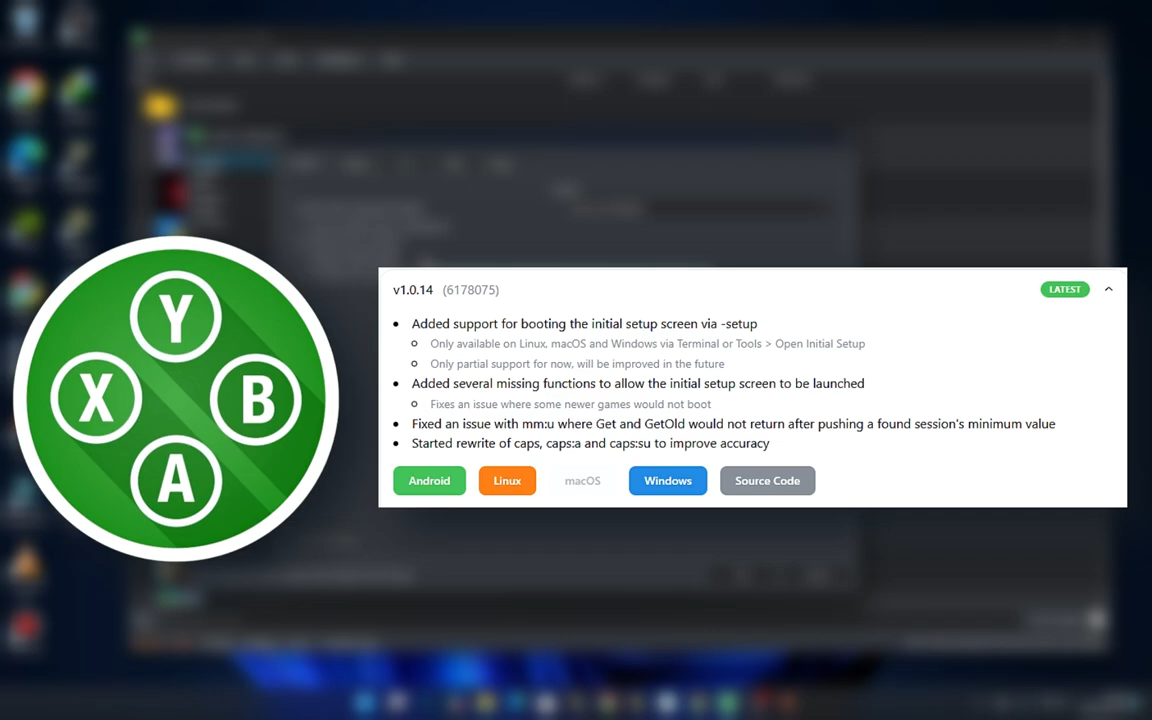 Y
X
B
A
v1.0.14 (6178075)
LATEST
Added support for booting the initial setup screen via -setup
Only available on Linux, macOS and Windows via Terminal or Tools > Open Initial Setup
Only partial support for now, will be improved in the future
Added several missing functions to allow the initial setup screen to be launched
Fixes an issue where some newer games would not boot
Fixed an issue with mm:u where Get and GetOld would not return after pushing a found session's minimum value
Started rewrite of caps, caps:a and caps:su to improve accuracy
Android Linux macOS Windows Source Code